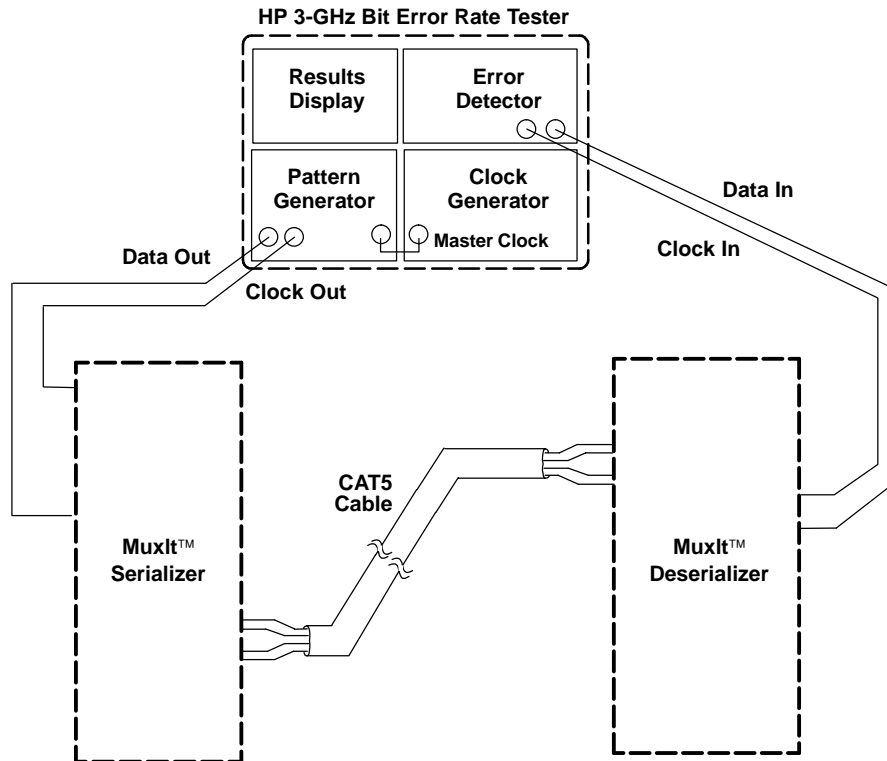 HP 3-GHz Bit Error Rate Tester
Results
Display
Error
Detector
Pattern
Generator
Clock
Generator
Master Clock
Data In
Clock In
Data Out
Clock Out
CAT5
Cable
MuxIt™
Serializer
MuxIt™
Deserializer